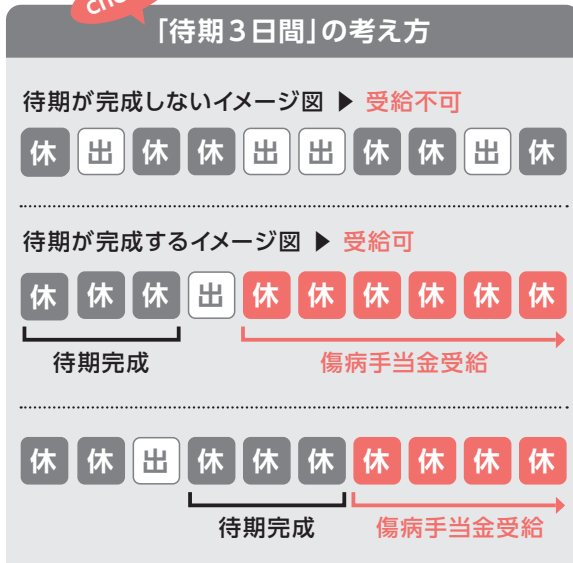 「待期３日間」の考え方
待期が完成しないイメージ図 ▶ 受給不可
休 出 休 休 出 出 休 休 出 休
待期が完成するイメージ図 ▶ 受給可
休 休 休 出 休 休 休 休 休 休
待期完成 傷病手当金受給
休 休 出 休 休 休 休 休 休 休
待期完成 傷病手当金受給